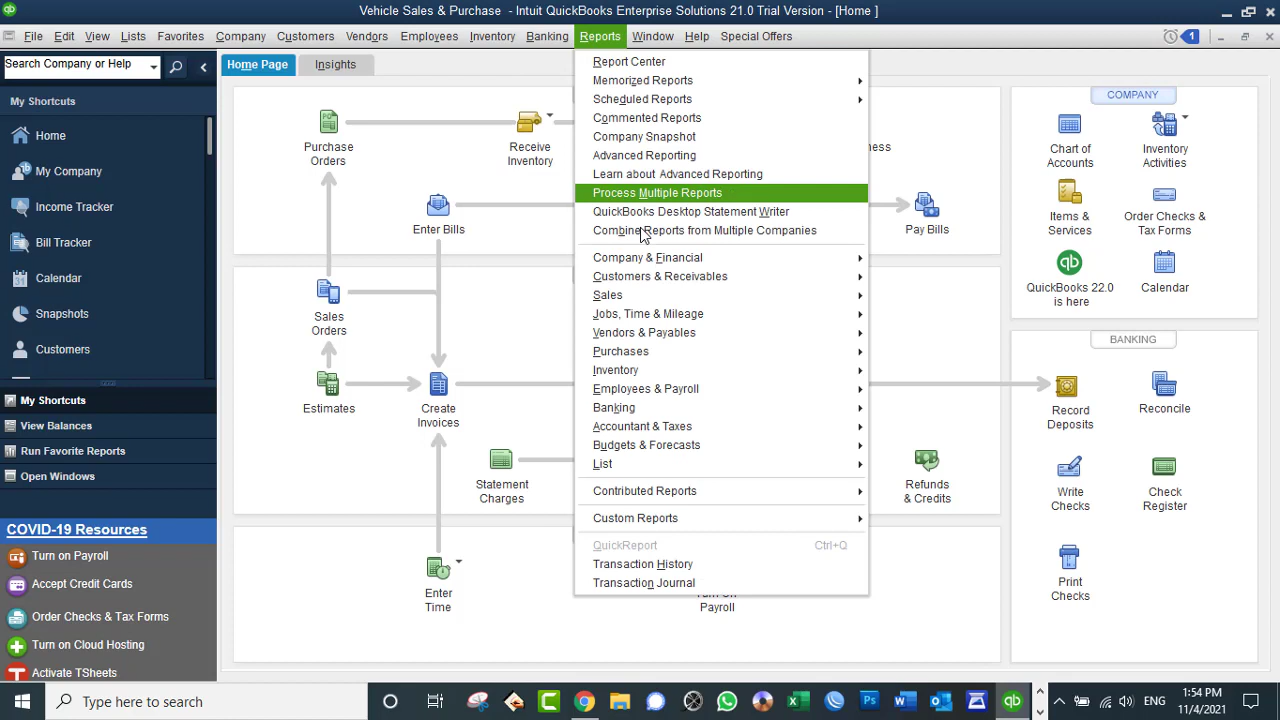 Vehicle Sales & Purchase - Intuit QuickBooks Enterprise Solutions 21.0 Trial Version - [Home ]
File Edit View Lists Favorites Company Customers Vendors Employees Inventory Banking Reports Window Help Special Offers
1
Search Company or Help
Home Page Insights
My Shortcuts
Home
My Company
Income Tracker
Bill Tracker
Calendar
Snapshots
Customers
My Shortcuts
View Balances
Run Favorite Reports
Open Windows
COVID-19 Resources
Turn on Payroll
Accept Credit Cards
Order Checks & Tax Forms
Turn on Cloud Hosting
Activate TSheets
Purchase
Orders
Receive
Inventory
Enter Bills
Pay Bills
Sales
Orders
Estimates
Create
Invoices
Statement
Charges
Refunds
& Credits
Enter
Time
Payroll
Report Center
Memorized Reports
Scheduled Reports
Commented Reports
Company Snapshot
Advanced Reporting
Learn about Advanced Reporting
Process Multiple Reports
QuickBooks Desktop Statement Writer
Combine Reports from Multiple Companies
Company & Financial
Customers & Receivables
Sales
Jobs, Time & Mileage
Vendors & Payables
Purchases
Inventory
Employees & Payroll
Banking
Accountant & Taxes
Budgets & Forecasts
List
Contributed Reports
Custom Reports
QuickReport Ctrl+Q
Transaction History
Transaction Journal
COMPANY
Chart of
Accounts
Inventory
Activities
Items &
Services
Order Checks &
Tax Forms
QuickBooks 22.0
is here
Calendar
BANKING
Record
Deposits
Reconcile
Write
Checks
Check
Register
Print
Checks
Type here to search
ENG
1:54 PM
11/4/2021